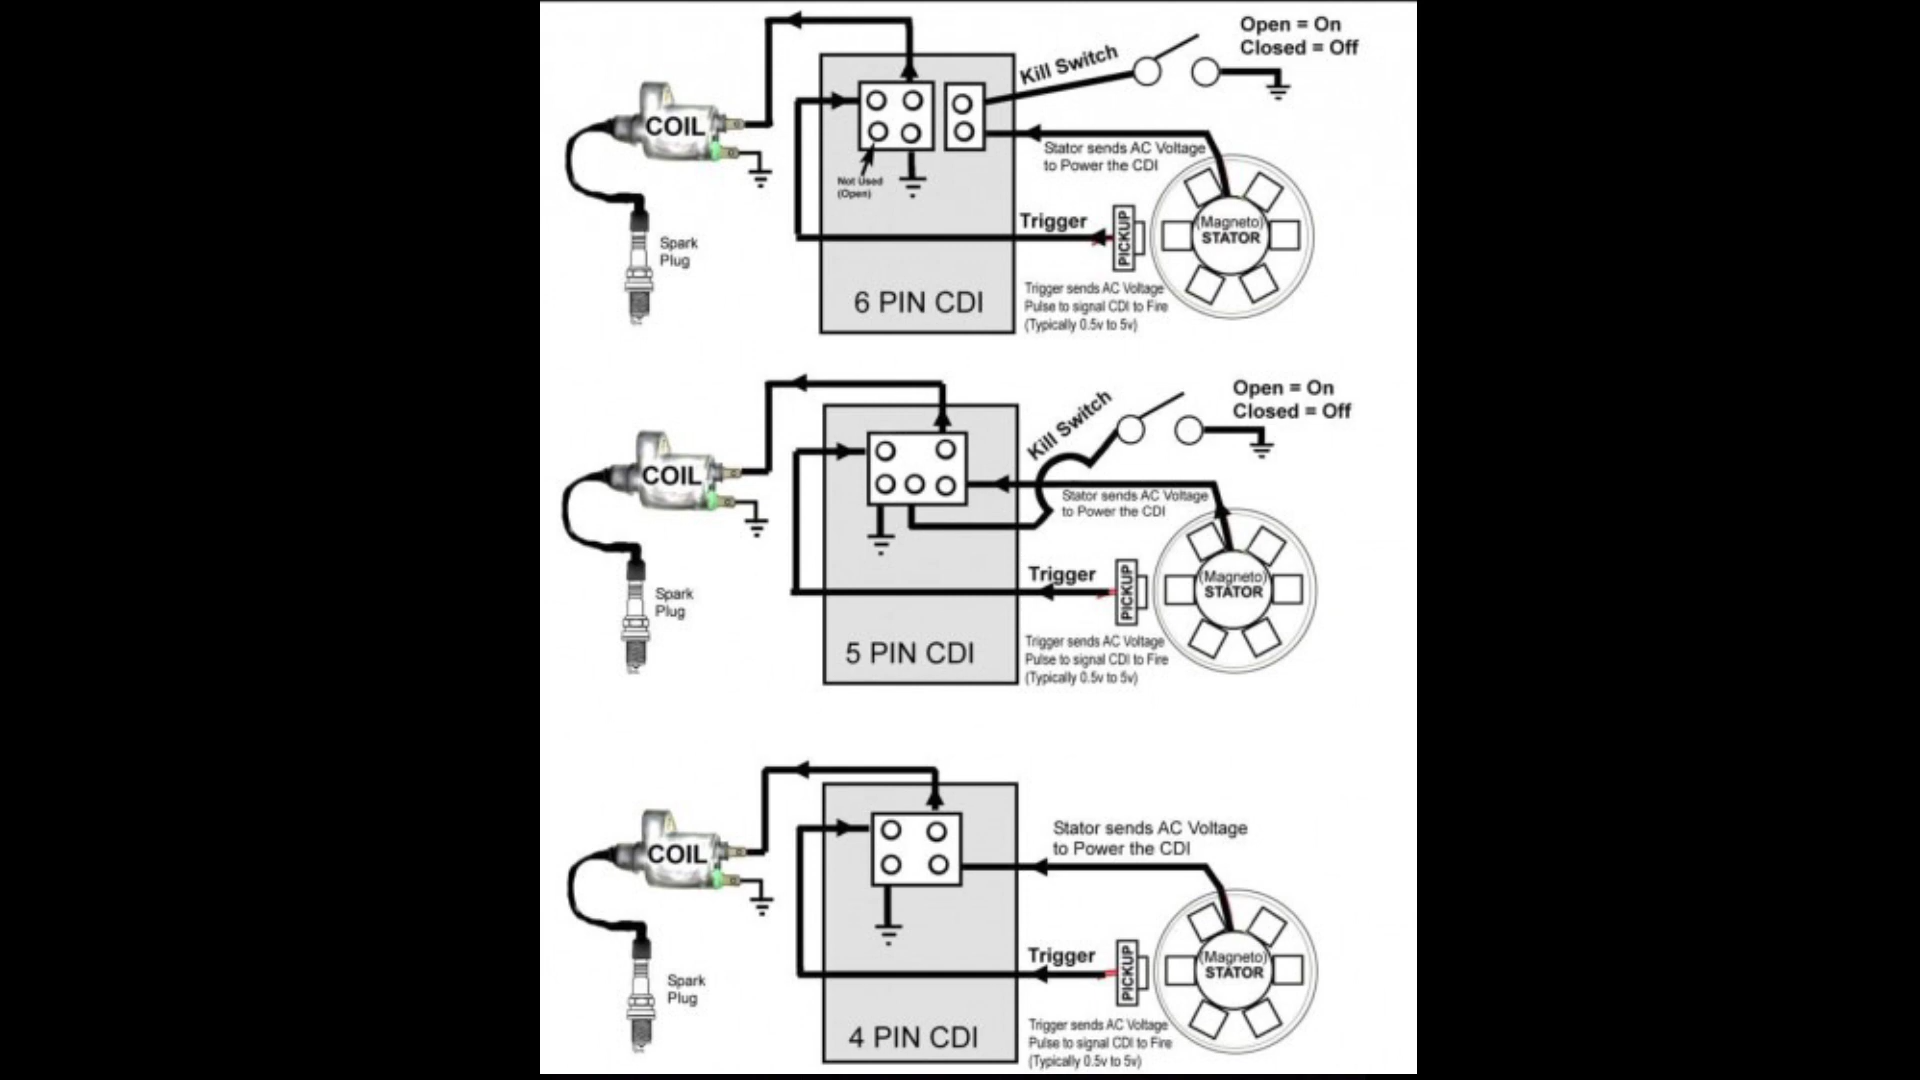 Open = On
Closed = Off
Kill Switch
COIL
Stator sends AC Voltage
to Power the CDI
Not Used
(Open)
Trigger
PICKUP
(Magneto)
STATOR
Spark
Plug
6 PIN CDI
Trigger sends AC Voltage
Pulse to signal CDI to Fire
(Typically 0.5v to 5v)
Open = On
Closed = Off
Kill Switch
COIL
Stator sends AC Voltage
to Power the CDI
Trigger
PICKUP
(Magneto)
STATOR
Spark
Plug
5 PIN CDI
Trigger sends AC Voltage
Pulse to signal CDI to Fire
(Typically 0.5v to 5v)
Stator sends AC Voltage
to Power the CDI
COIL
Trigger
PICKUP
(Magneto)
STATOR
Spark
Plug
4 PIN CDI
Trigger sends AC Voltage
Pulse to signal CDI to Fire
(Typically 0.5v to 5v)